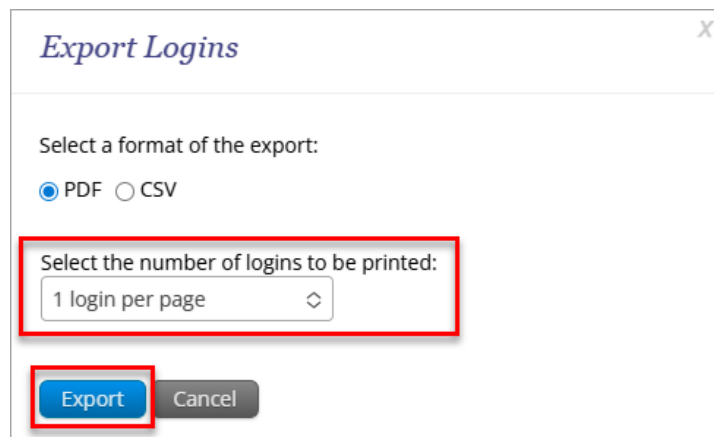 Export Logins
X
Select a format of the export:
PDF CSV
Select the number of logins to be printed:
1 login per page
Export Cancel